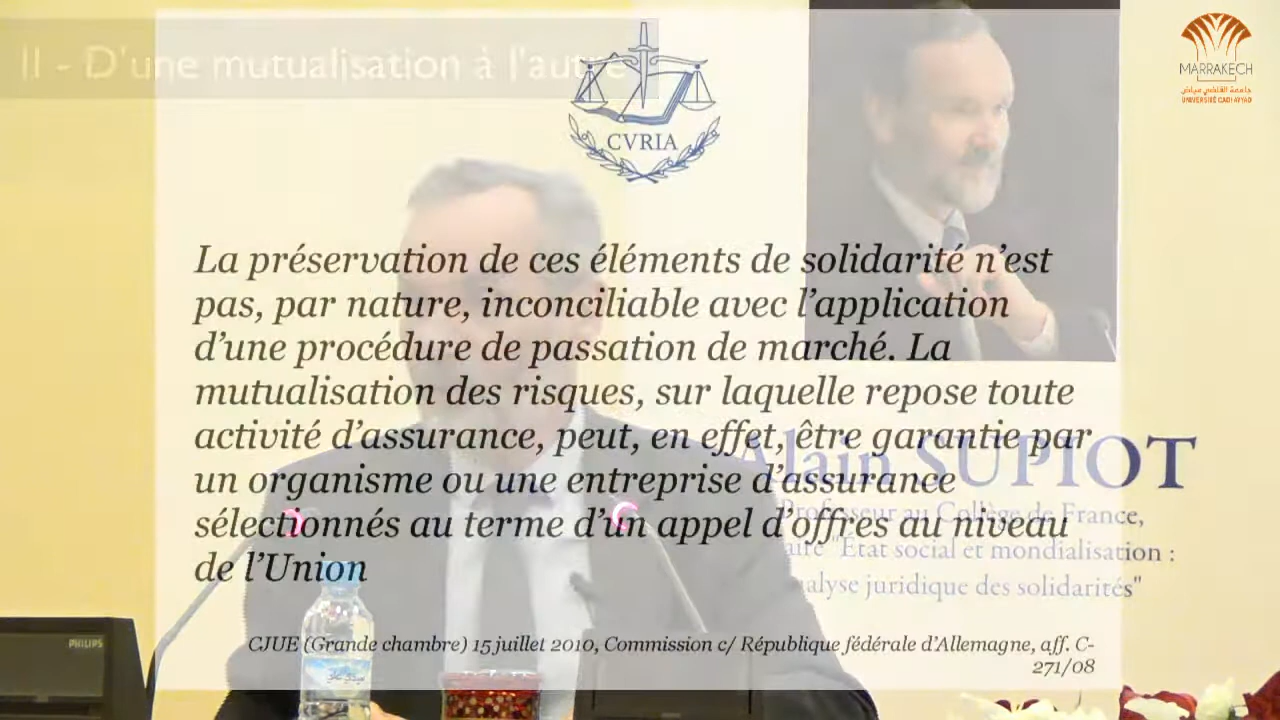 II - D'une mutualisation à l'autre
CVRIA
MARRAKECH
جامعة القاضي عياض
UNIVERSITÉ CADI AYYAD
La préservation de ces éléments de solidarité n’est
pas, par nature, inconciliable avec l’application
d’une procédure de passation de marché. La
mutualisation des risques, sur laquelle repose toute
activité d’assurance, peut, en effet, être garantie par
un organisme ou une entreprise d’assurance
sélectionnés au terme d’un appel d’offres au niveau
de l’Union
CJUE (Grande chambre) 15 juillet 2010, Commission c/ République fédérale d’Allemagne, aff. C-
271/08
Alain SUPIOT
Professeur au Collège de France,
"État social et mondialisation :
analyse juridique des solidarités"
PHILIPS